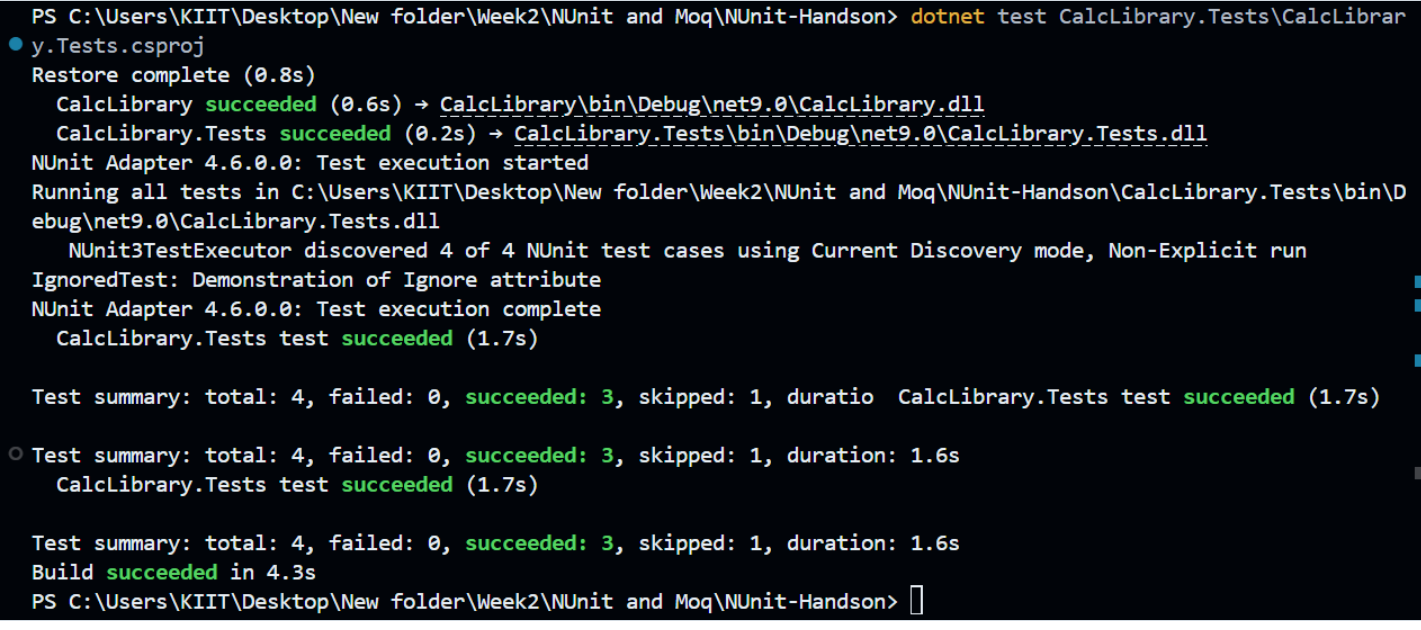 PS C:\Users\KIIT\Desktop\New folder\Week2\NUnit and Moq\NUnit-Handson> dotnet test CalcLibrary.Tests\CalcLibrar
y.Tests.csproj
Restore complete (0.8s)
  CalcLibrary succeeded (0.6s) → CalcLibrary\bin\Debug\net9.0\CalcLibrary.dll
  CalcLibrary.Tests succeeded (0.2s) → CalcLibrary.Tests\bin\Debug\net9.0\CalcLibrary.Tests.dll
NUnit Adapter 4.6.0.0: Test execution started
Running all tests in C:\Users\KIIT\Desktop\New folder\Week2\NUnit and Moq\NUnit-Handson\CalcLibrary.Tests\bin\D
ebug\net9.0\CalcLibrary.Tests.dll
   NUnit3TestExecutor discovered 4 of 4 NUnit test cases using Current Discovery mode, Non-Explicit run
IgnoredTest: Demonstration of Ignore attribute
NUnit Adapter 4.6.0.0: Test execution complete
  CalcLibrary.Tests test succeeded (1.7s)
Test summary: total: 4, failed: 0, succeeded: 3, skipped: 1, duratio  CalcLibrary.Tests test succeeded (1.7s)
Test summary: total: 4, failed: 0, succeeded: 3, skipped: 1, duration: 1.6s
  CalcLibrary.Tests test succeeded (1.7s)
Test summary: total: 4, failed: 0, succeeded: 3, skipped: 1, duration: 1.6s
Build succeeded in 4.3s
PS C:\Users\KIIT\Desktop\New folder\Week2\NUnit and Moq\NUnit-Handson>